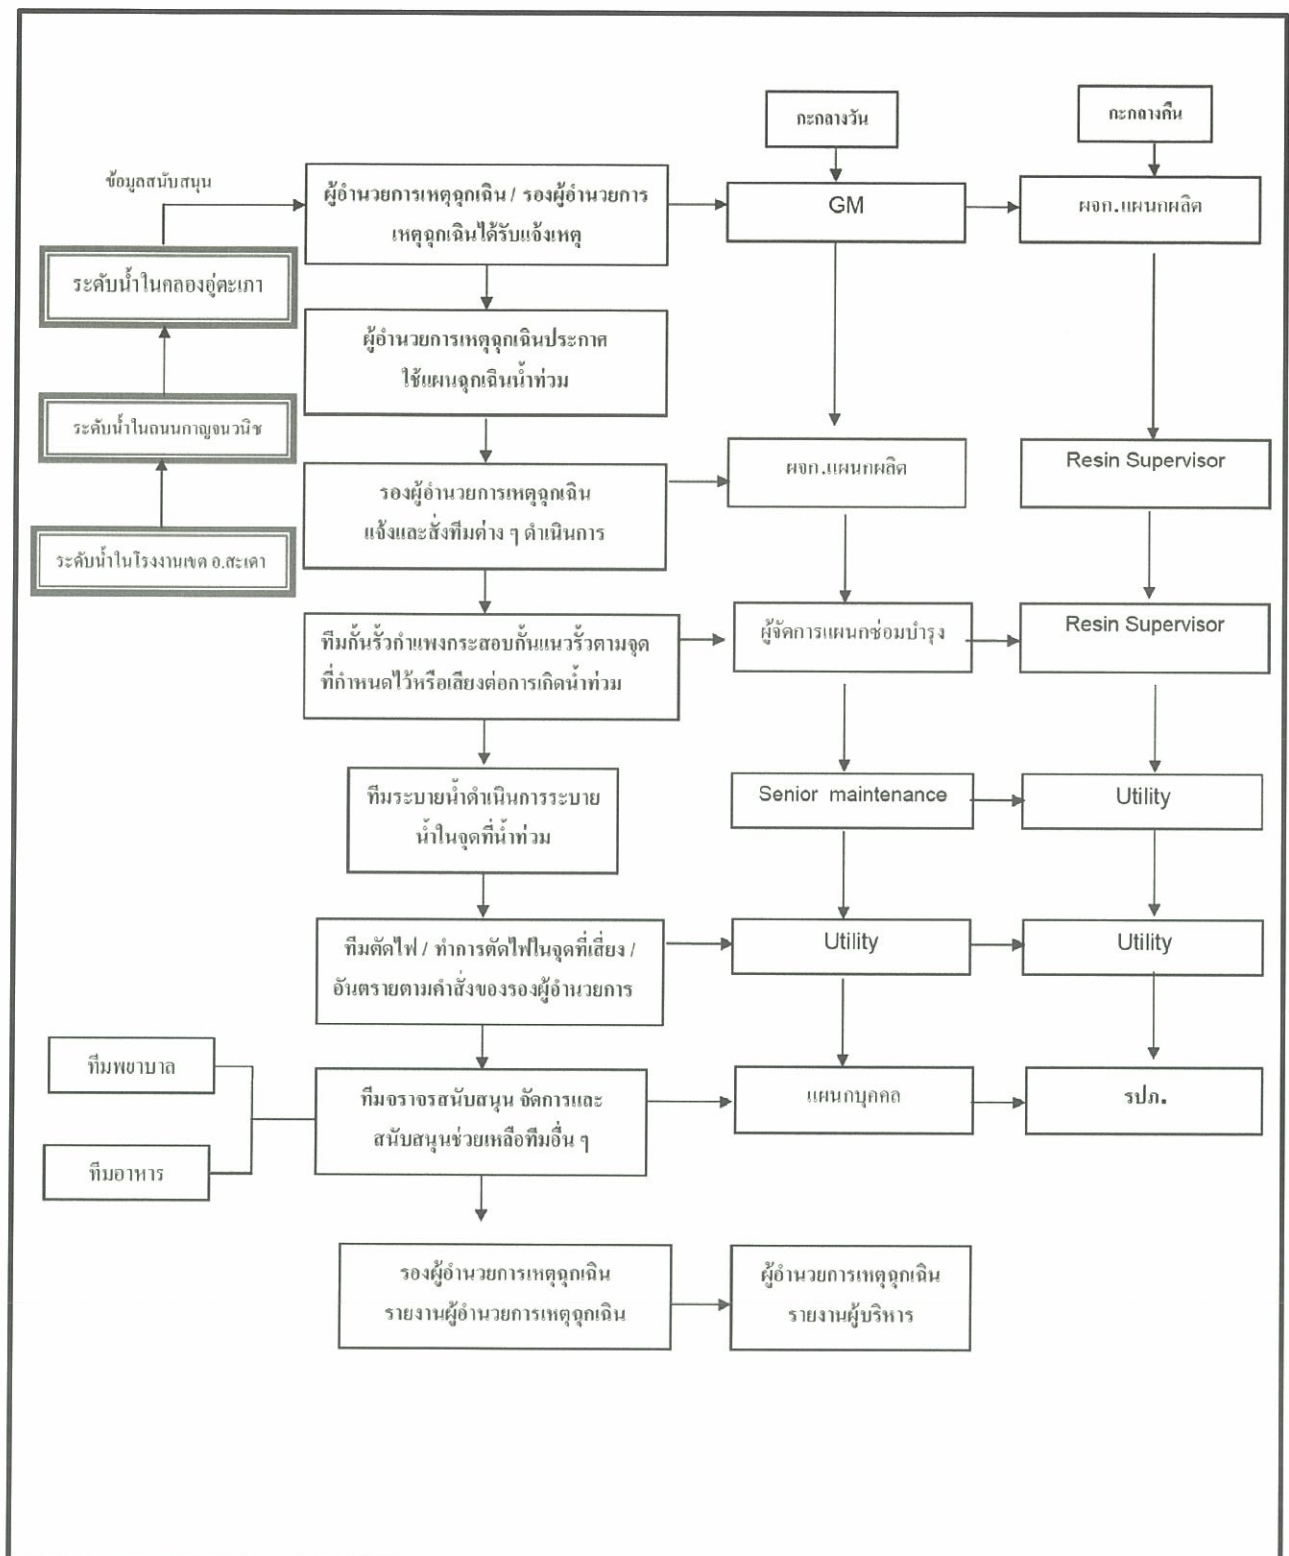 กะกลางวัน
กะกลางคืน
ข้อมูลสนับสนุน
ผู้อำนวยการเหตุฉุกเฉิน / รองผู้อำนวยการ
เหตุฉุกเฉินได้รับแจ้งเหตุ
GM
ผจก.แผนกผลิต
ระดับน้ำในคลองอู่ตะเภา
ผู้อำนวยการเหตุฉุกเฉินประกาศ
ใช้แผนฉุกเฉินน้ำท่วม
ระดับน้ำในถนนกาญจนวนิช
รองผู้อำนวยการเหตุฉุกเฉิน
แจ้งและสั่งทีมต่าง ๆ ดำเนินการ
ผจก.แผนกผลิต
Resin Supervisor
ระดับน้ำในโรงงานเขต อ.สะเดา
ทีมกั้นรั้วกำแพงกระสอบกั้นแนวรั้วตามจุด
ที่กำหนดไว้หรือเสียงต่อการเกิดน้ำท่วม
ผู้จัดการแผนกซ่อมบำรุง
Resin Supervisor
ทีมระบายน้ำดำเนินการระบาย
น้ำในจุดที่น้ำท่วม
Senior maintenance
Utility
ทีมตัดไฟ / ทำการตัดไฟในจุดที่เสี่ยง /
อันตรายตามคำสั่งของรองผู้อำนวยการ
Utility
Utility
ทีมพยาบาล
ทีมจราจรสนับสนุน จัดการและ
สนับสนุนช่วยเหลือทีมอื่น ๆ
แผนกบุคคล
รปภ.
ทีมอาหาร
รองผู้อำนวยการเหตุฉุกเฉิน
รายงานผู้อำนวยการเหตุฉุกเฉิน
ผู้อำนวยการเหตุฉุกเฉิน
รายงานผู้บริหาร